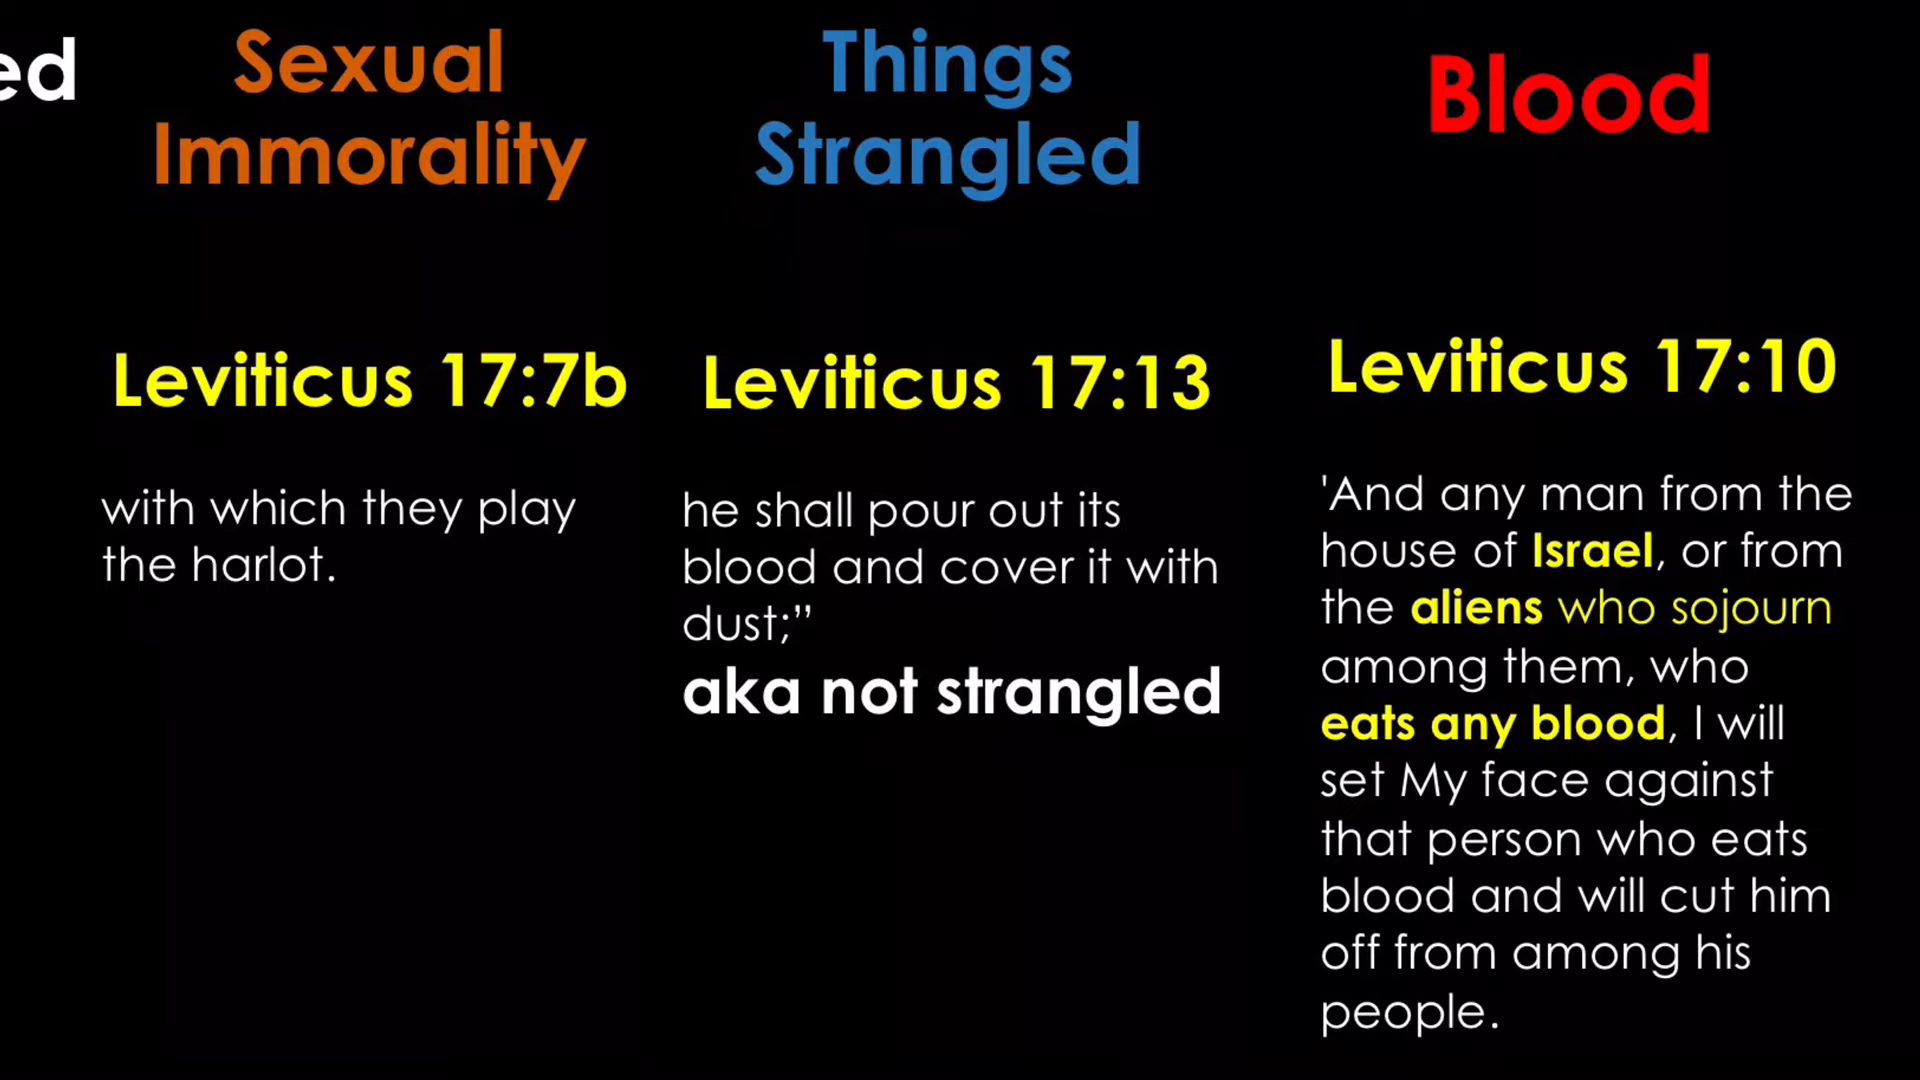 ed
Sexual
Immorality
Leviticus 17:7b
with which they play
the harlot.
Things
Strangled
Leviticus 17:13
he shall pour out its
blood and cover it with
dust;”
aka not strangled
Blood
Leviticus 17:10
'And any man from the
house of Israel, or from
the aliens who sojourn
among them, who
eats any blood, I will
set My face against
that person who eats
blood and will cut him
off from among his
people.